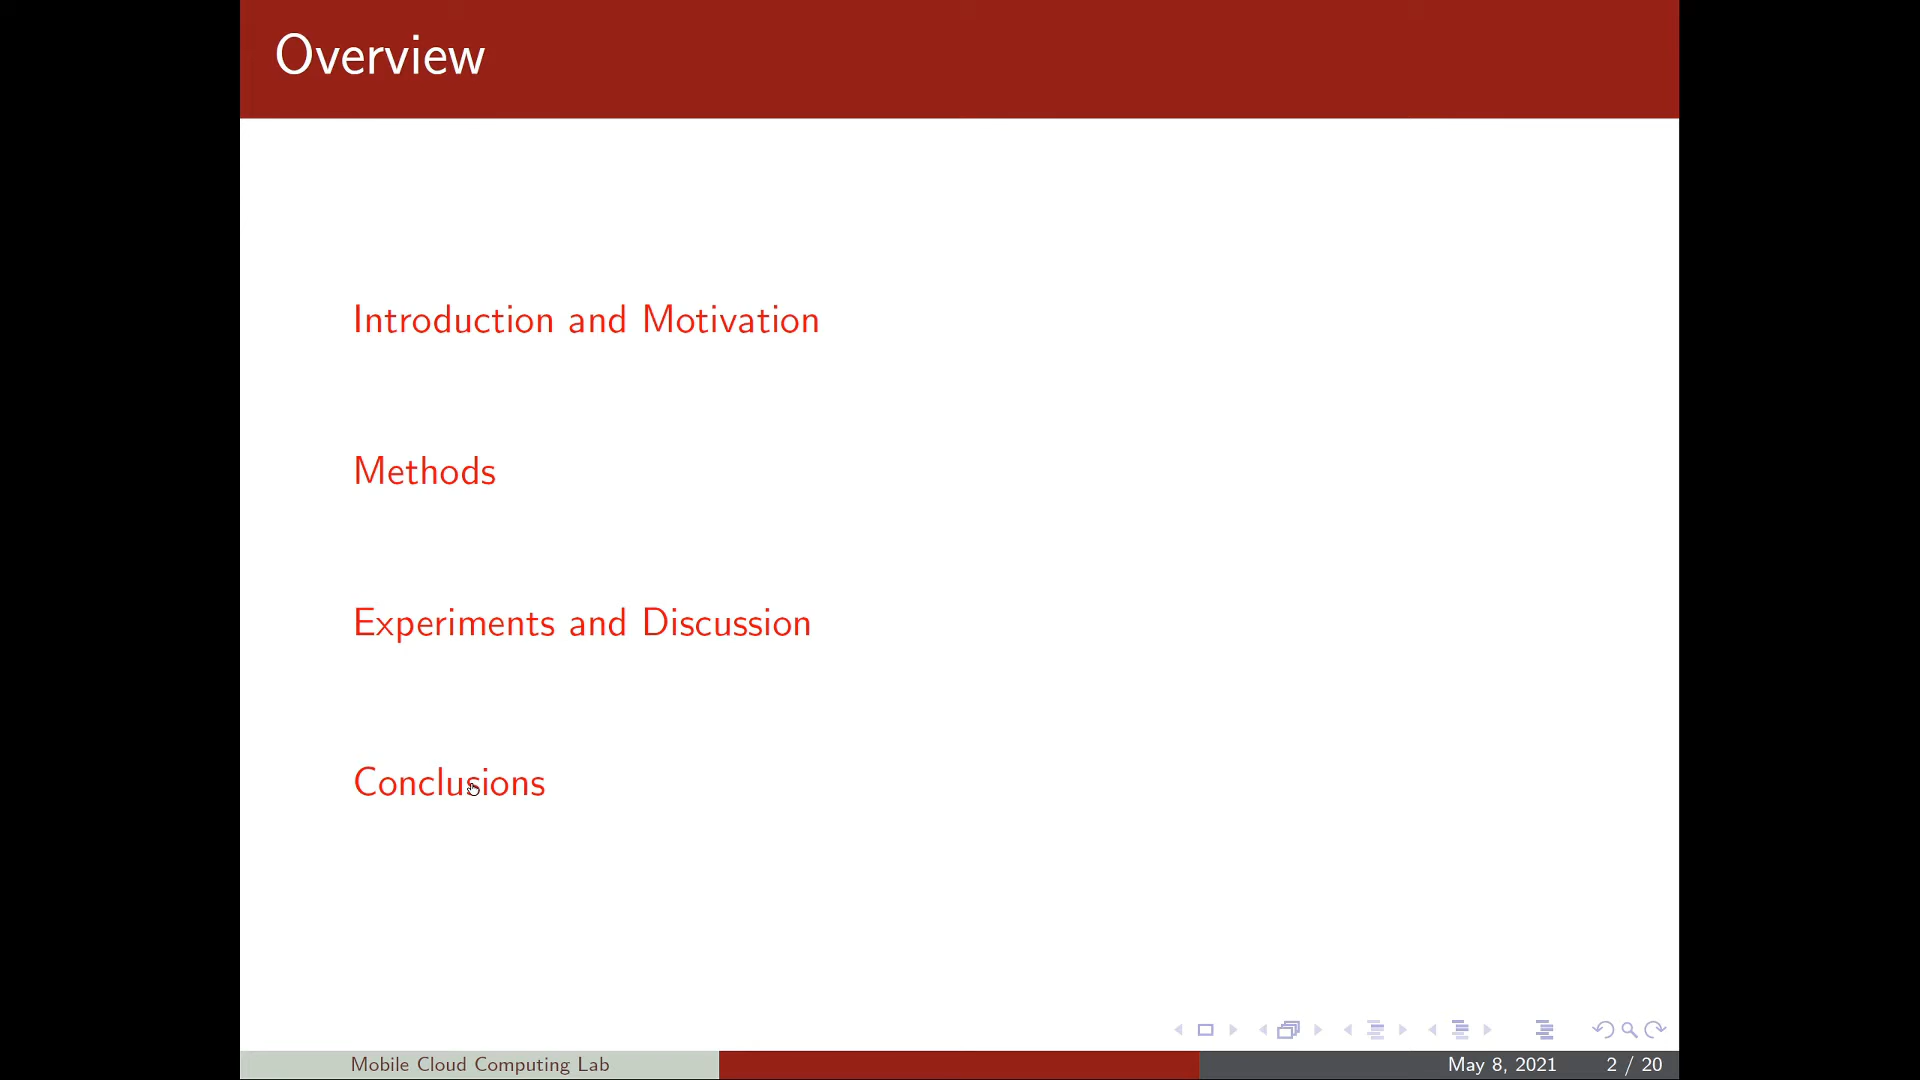 Overview
Introduction and Motivation
Methods
Experiments and Discussion
Conclusions
Mobile Cloud Computing Lab
May 8, 2021
2 / 20